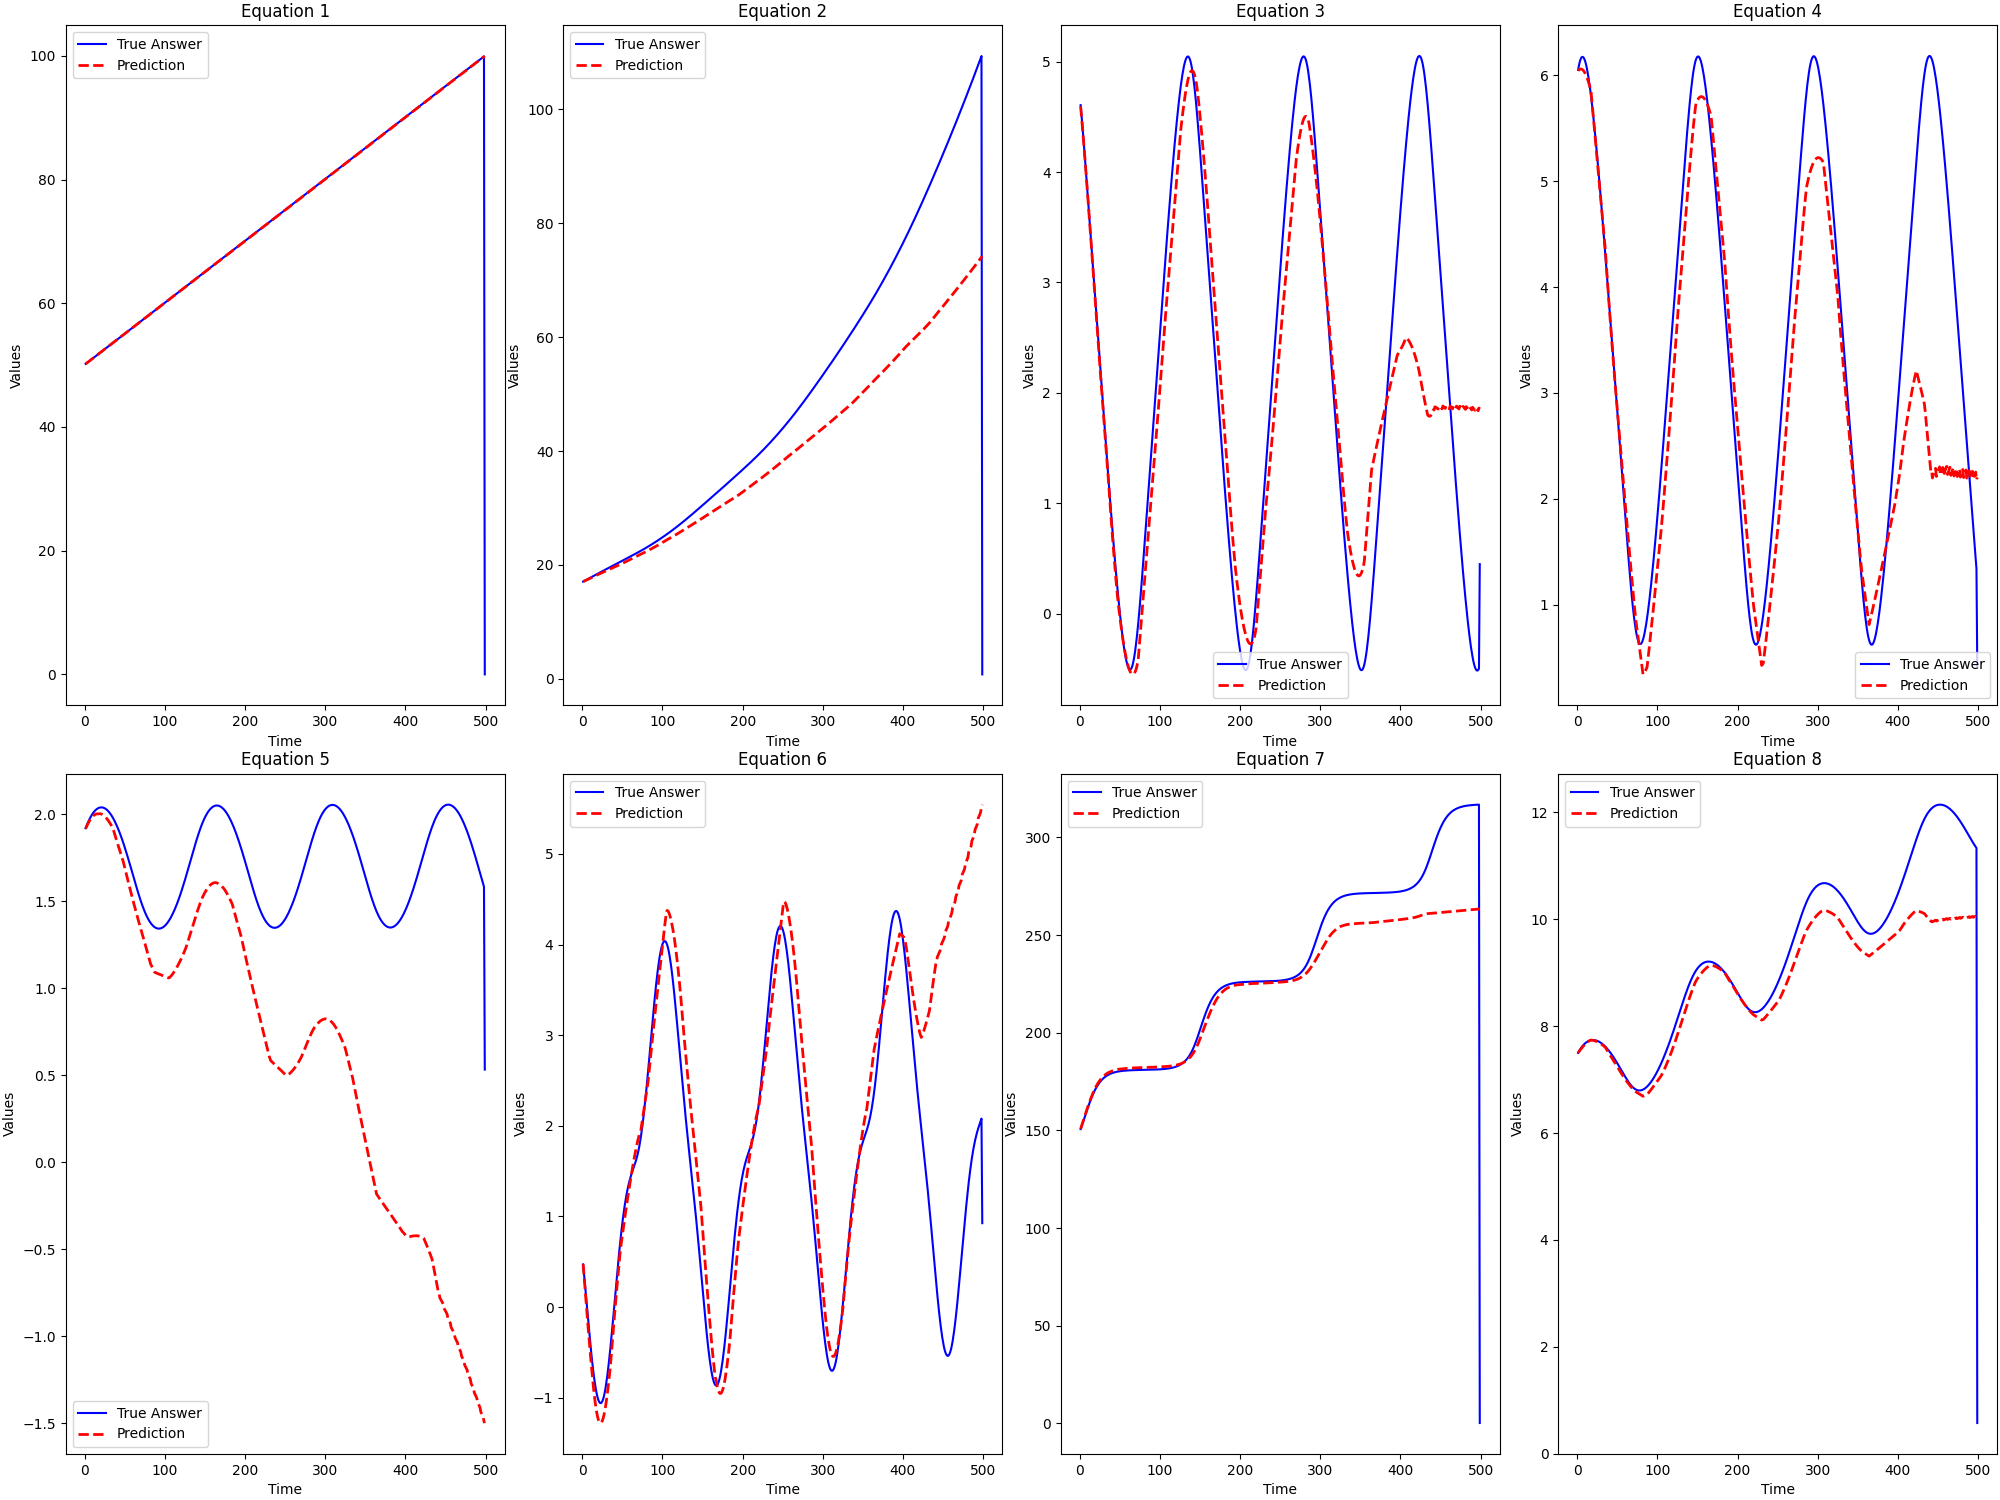 Equation 1
True Answer
Prediction
Values
100
80
60
40
20
0
0 100 200 300 400 500
Time
Equation 2
True Answer
Prediction
Values
100
80
60
40
20
0
0 100 200 300 400 500
Time
Equation 3
Values
5
4
3
2
1
0
True Answer
Prediction
0 100 200 300 400 500
Time
Equation 4
Values
6
5
4
3
2
1
True Answer
Prediction
0 100 200 300 400 500
Time
Equation 5
Values
2.0
1.5
1.0
0.5
0.0
−0.5
−1.0
−1.5
True Answer
Prediction
0 100 200 300 400 500
Time
Equation 6
True Answer
Prediction
Values
5
4
3
2
1
0
−1
0 100 200 300 400 500
Time
Equation 7
True Answer
Prediction
Values
300
250
200
150
100
50
0
0 100 200 300 400 500
Time
Equation 8
True Answer
Prediction
Values
12
10
8
6
4
2
0
0 100 200 300 400 500
Time